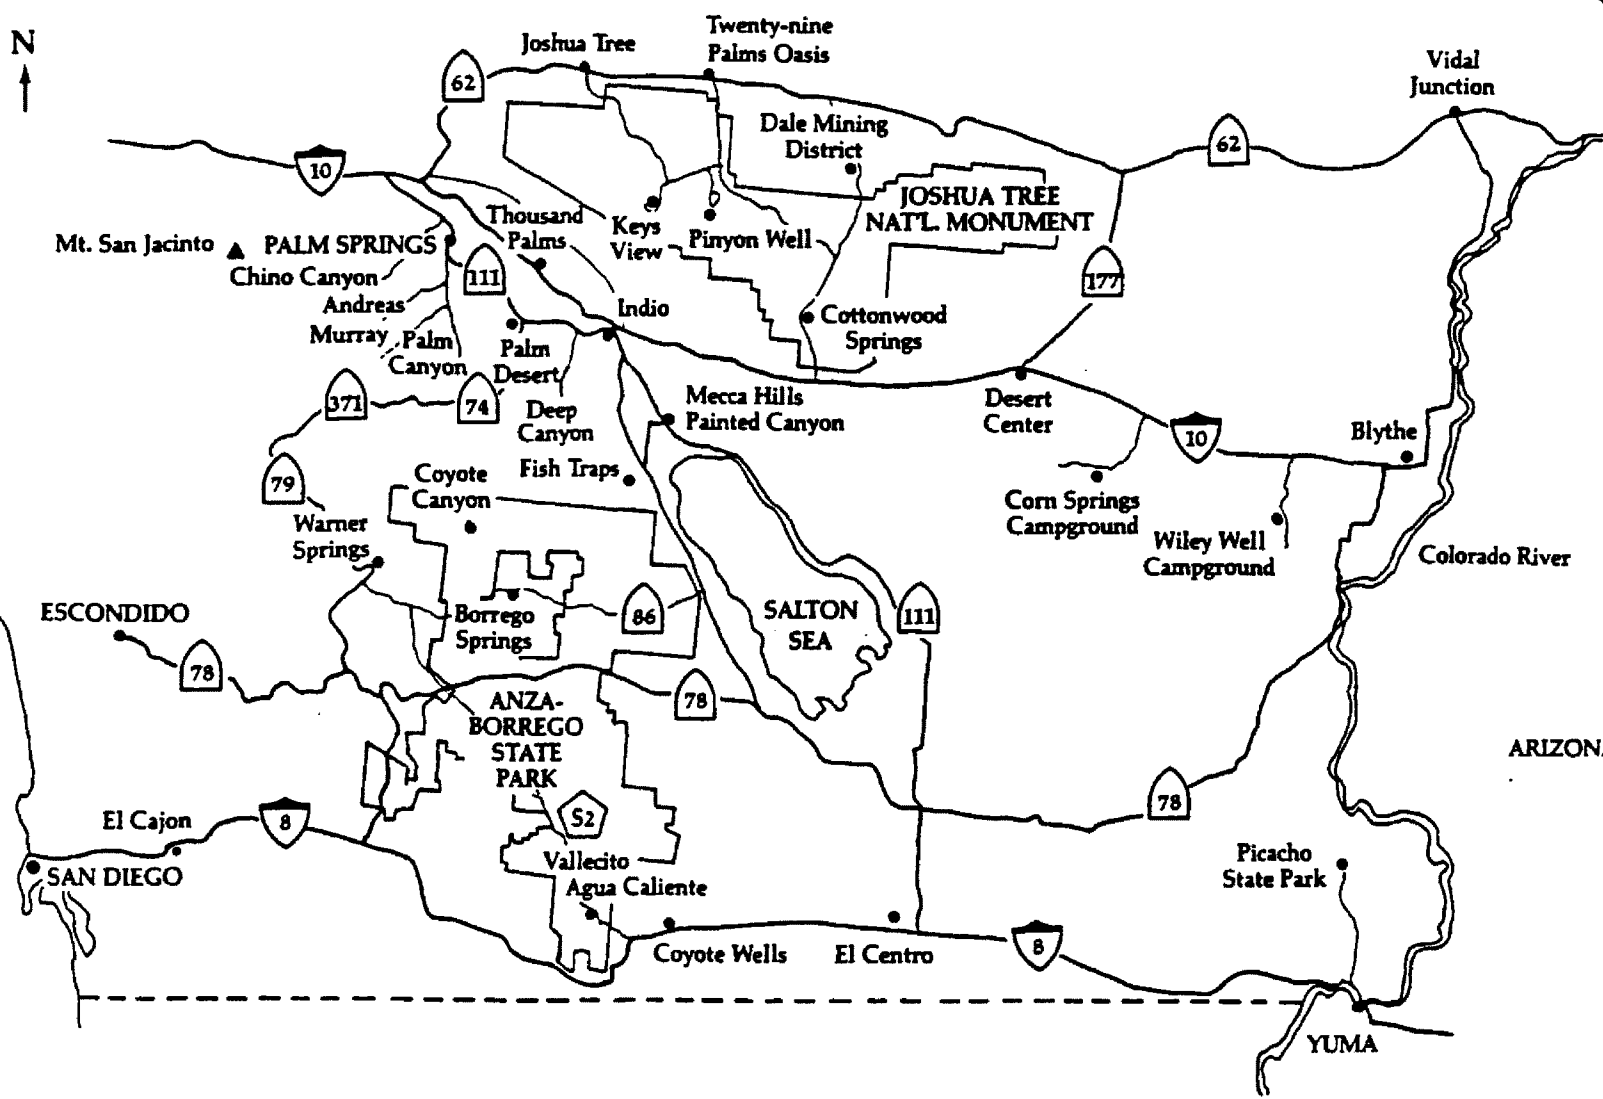 N
Joshua Tree
Twenty-nine
Palms Oasis
Vidal
Junction
62
Dale Mining
District
62
10
JOSHUA TREE
NAT'L. MONUMENT
Thousand
Palms
Keys
View
Pinyon Well
Mt. San Jacinto
PALM SPRINGS
Chino Canyon
111
177
Andreas
Murray
Palm
Canyon
Indio
Cottonwood
Springs
Palm
Desert
371
74
Deep
Canyon
Mecca Hills
Painted Canyon
Desert
Center
10
Blythe
79
Coyote
Canyon
Fish Traps
Corn Springs
Campground
Warner
Springs
Wiley Well
Campground
Colorado River
ESCONDIDO
Borrego
Springs
86
SALTON
SEA
111
78
78
ANZA-
BORREGO
STATE
PARK
ARIZON
78
El Cajon
8
S2
SAN DIEGO
Vallecito
Agua Caliente
Picacho
State Park
Coyote Wells
El Centro
8
YUMA